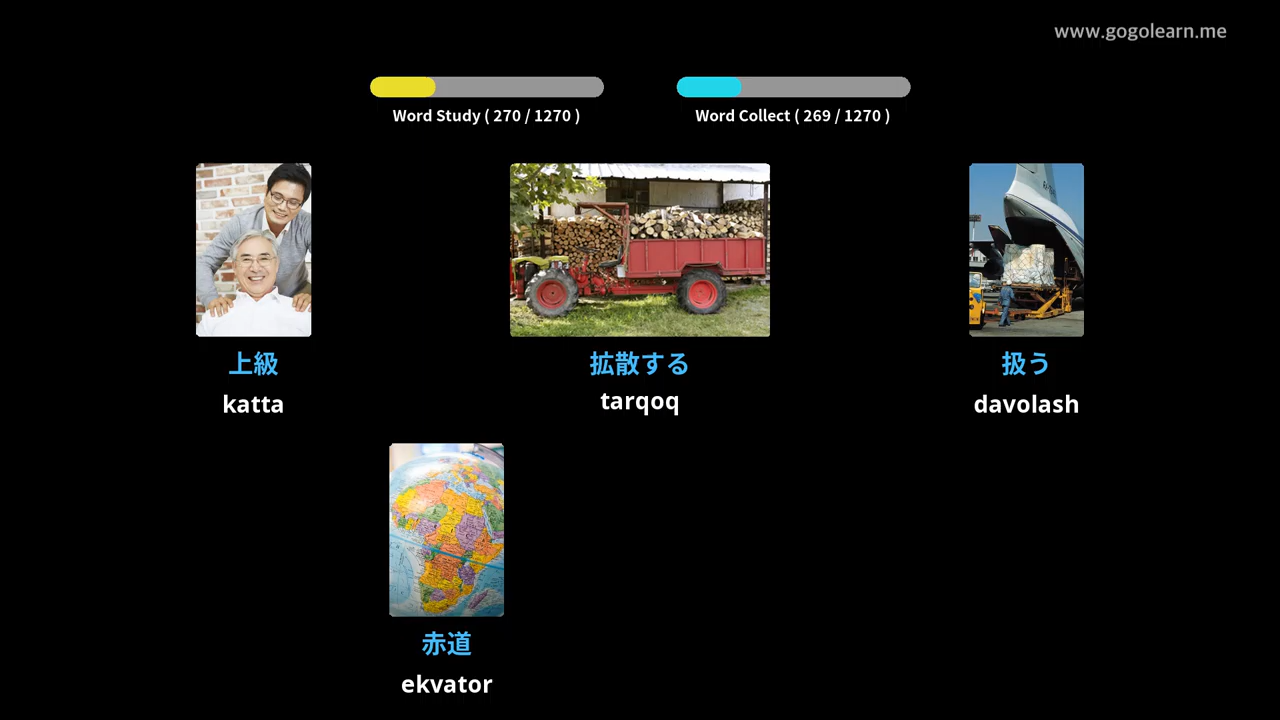 www.gogolearn.me
Word Study ( 270 / 1270 )
Word Collect ( 269 / 1270 )
上級
katta
拡散する
tarqoq
扱う
davolash
赤道
ekvator